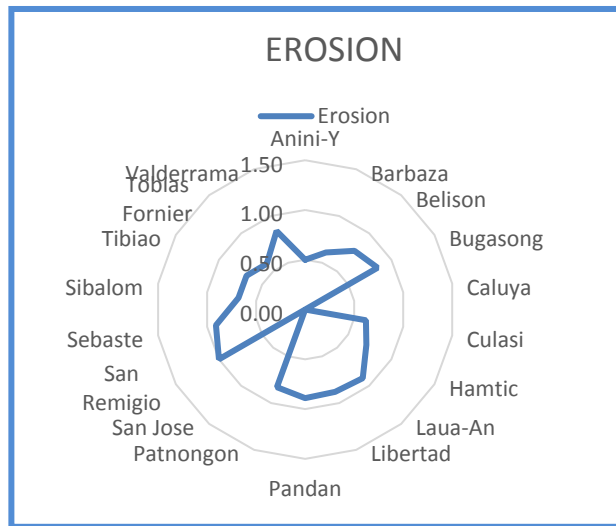 EROSION
Erosion
Anini-Y
1.50
Valderrama
Barbaza
Tobias
Fornier
Belison
1.00
Tibiao
Bugasong
0.50
Sibalom
Caluya
0.00
Sebaste
Culasi
San
Remigio
Hamtic
San Jose
Laua-An
Patnongon
Libertad
Pandan